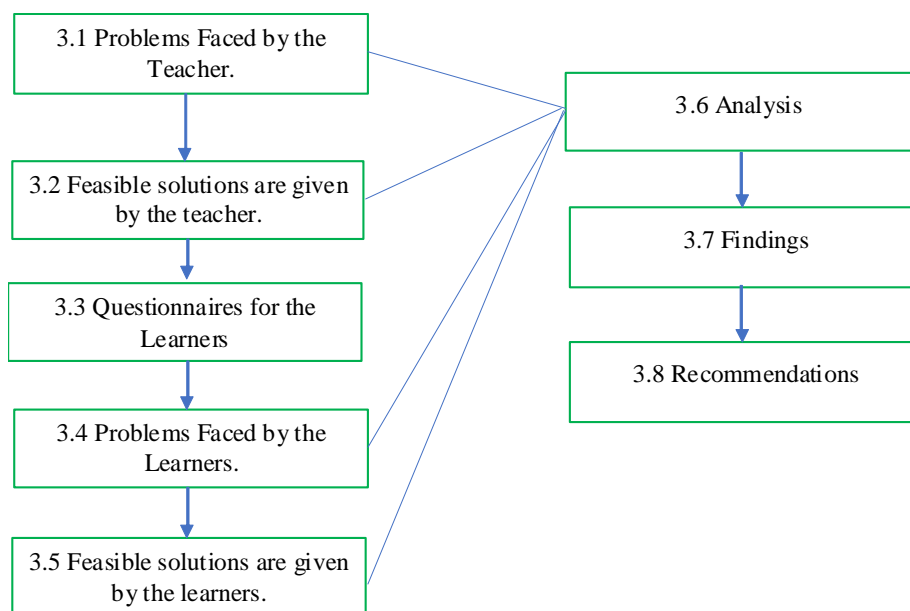 3.1 Problems Faced by the
Teacher.
3.2 Feasible solutions are given
by the teacher.
3.3 Questionnaires for the
Learners
3.4 Problems Faced by the
Learners.
3.5 Feasible solutions are given
by the learners.
3.6 Analysis
3.7 Findings
3.8 Recommendations